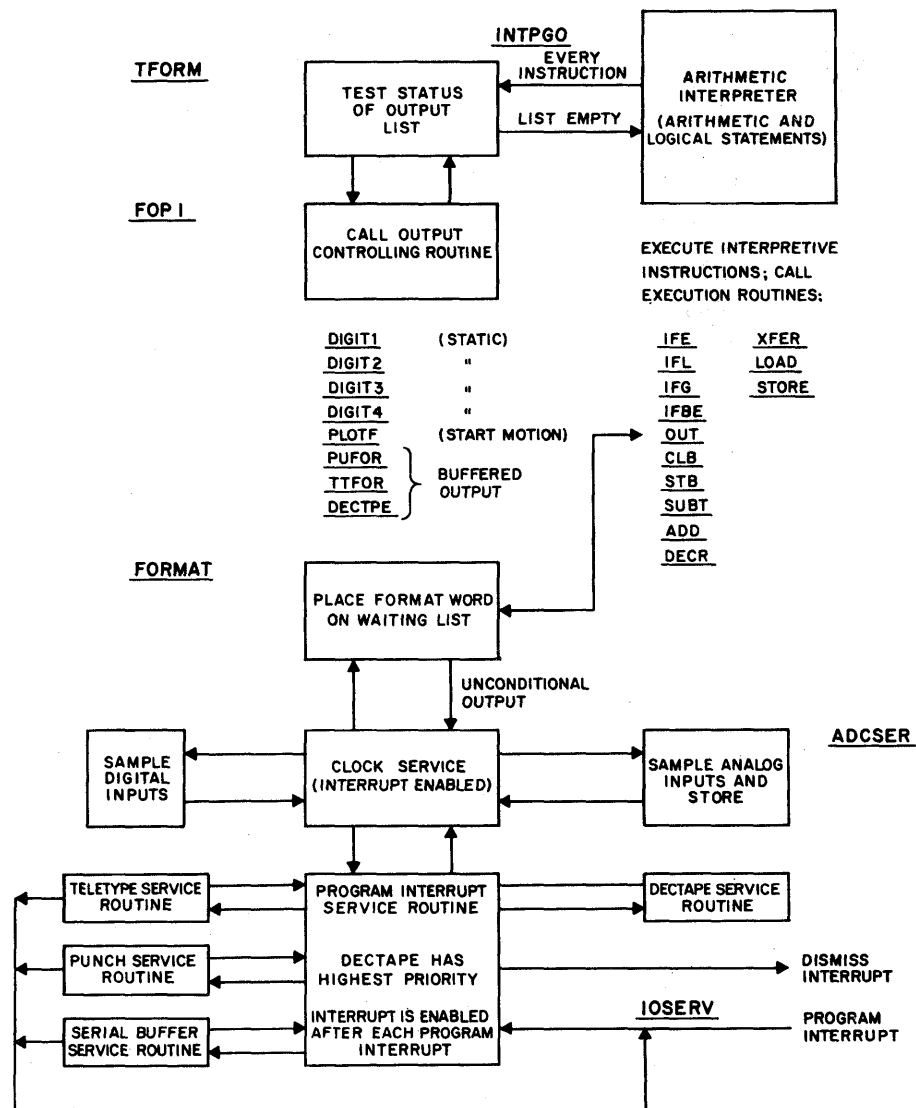 INTPGO
TFORM
EVERY
INSTRUCTION
TEST STATUS
OF OUTPUT
LIST
LIST EMPTY
ARITHMETIC
INTERPRETER
(ARITHMETIC AND
LOGICAL STATEMENTS)
FOP I
CALL OUTPUT
CONTROLLING ROUTINE
EXECUTE INTERPRETIVE
INSTRUCTIONS; CALL
EXECUTION ROUTINES;
DIGIT1 (STATIC)
DIGIT2 "
DIGIT3 "
DIGIT4 "
PLOTF (START MOTION)
PUFOR
TTFOR
DECTPE
BUFFERED
OUTPUT
IFE XFER
IFL LOAD
IFG STORE
IFBE
OUT
CLB
STB
SUBT
ADD
DECR
FORMAT
PLACE FORMAT WORD
ON WAITING LIST
UNCONDITIONAL
OUTPUT
ADCSER
SAMPLE
DIGITAL
INPUTS
CLOCK SERVICE
(INTERRUPT ENABLED)
SAMPLE ANALOG
INPUTS AND
STORE
TELETYPE SERVICE
ROUTINE
PROGRAM INTERRUPT
SERVICE ROUTINE
DECTAPE SERVICE
ROUTINE
PUNCH SERVICE
ROUTINE
DECTAPE HAS
HIGHEST PRIORITY
DISMISS
INTERRUPT
SERIAL BUFFER
SERVICE ROUTINE
INTERRUPT IS ENABLED
AFTER EACH PROGRAM
INTERRUPT
IOSERV
PROGRAM
INTERRUPT